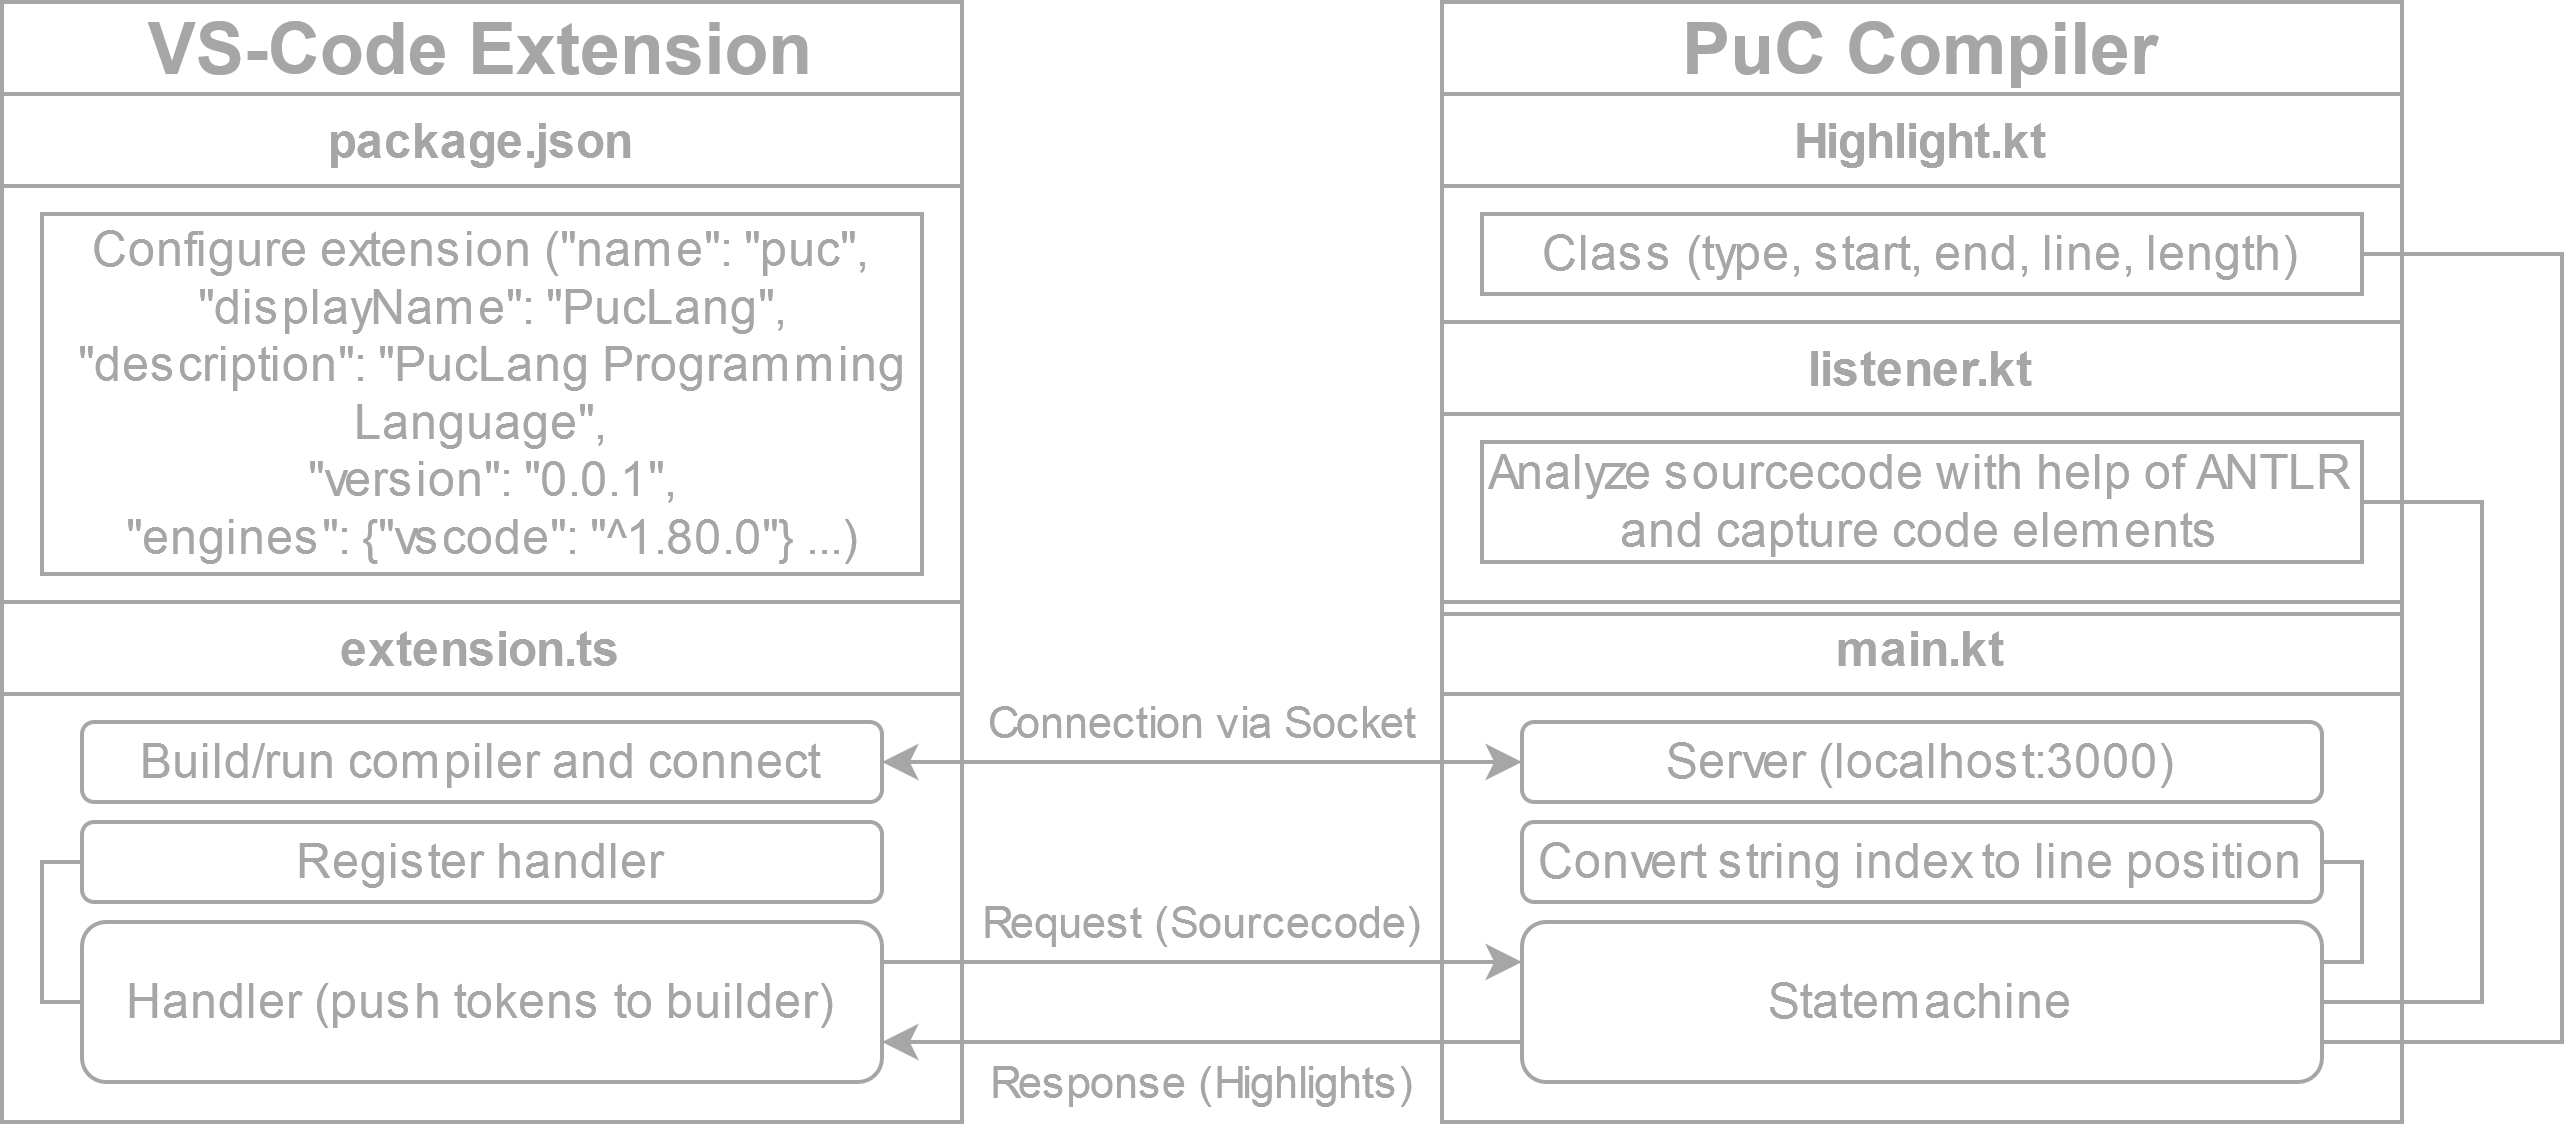 VS-Code Extension
package.json
Configure extension ("name": "puc",
"displayName": "PucLang",
"description": "PucLang Programming
Language",
"version": "0.0.1",
"engines": {"vscode": "^1.80.0"} ...)
extension.ts
Build/run compiler and connect
Register handler
Handler (push tokens to builder)
Connection via Socket
Request (Sourcecode)
Response (Highlights)
PuC Compiler
Highlight.kt
Class (type, start, end, line, length)
listener.kt
Analyze sourcecode with help of ANTLR
and capture code elements
main.kt
Server (localhost:3000)
Convert string index to line position
Statemachine